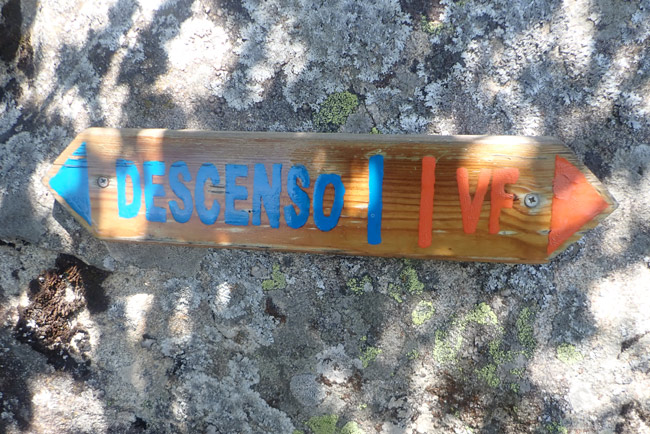 DESCENSO | | VF